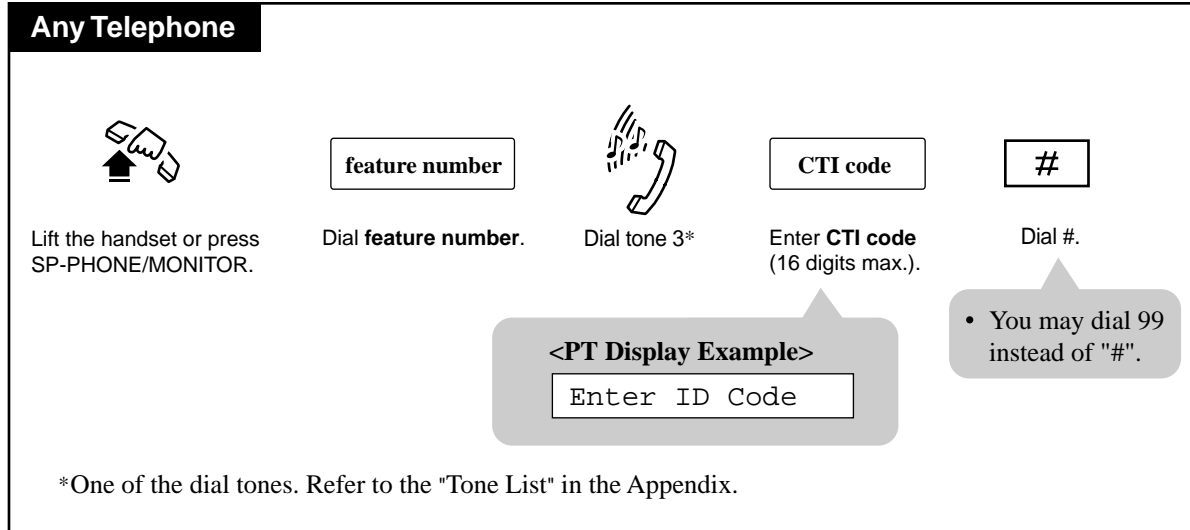 Any Telephone
feature number
CTI code
#
Lift the handset or press
SP-PHONE/MONITOR.
Dial feature number.
Dial tone 3*
Enter CTI code
(16 digits max.).
Dial #.
<PT Display Example>
Enter ID Code
• You may dial 99
instead of "#".
*One of the dial tones. Refer to the "Tone List" in the Appendix.